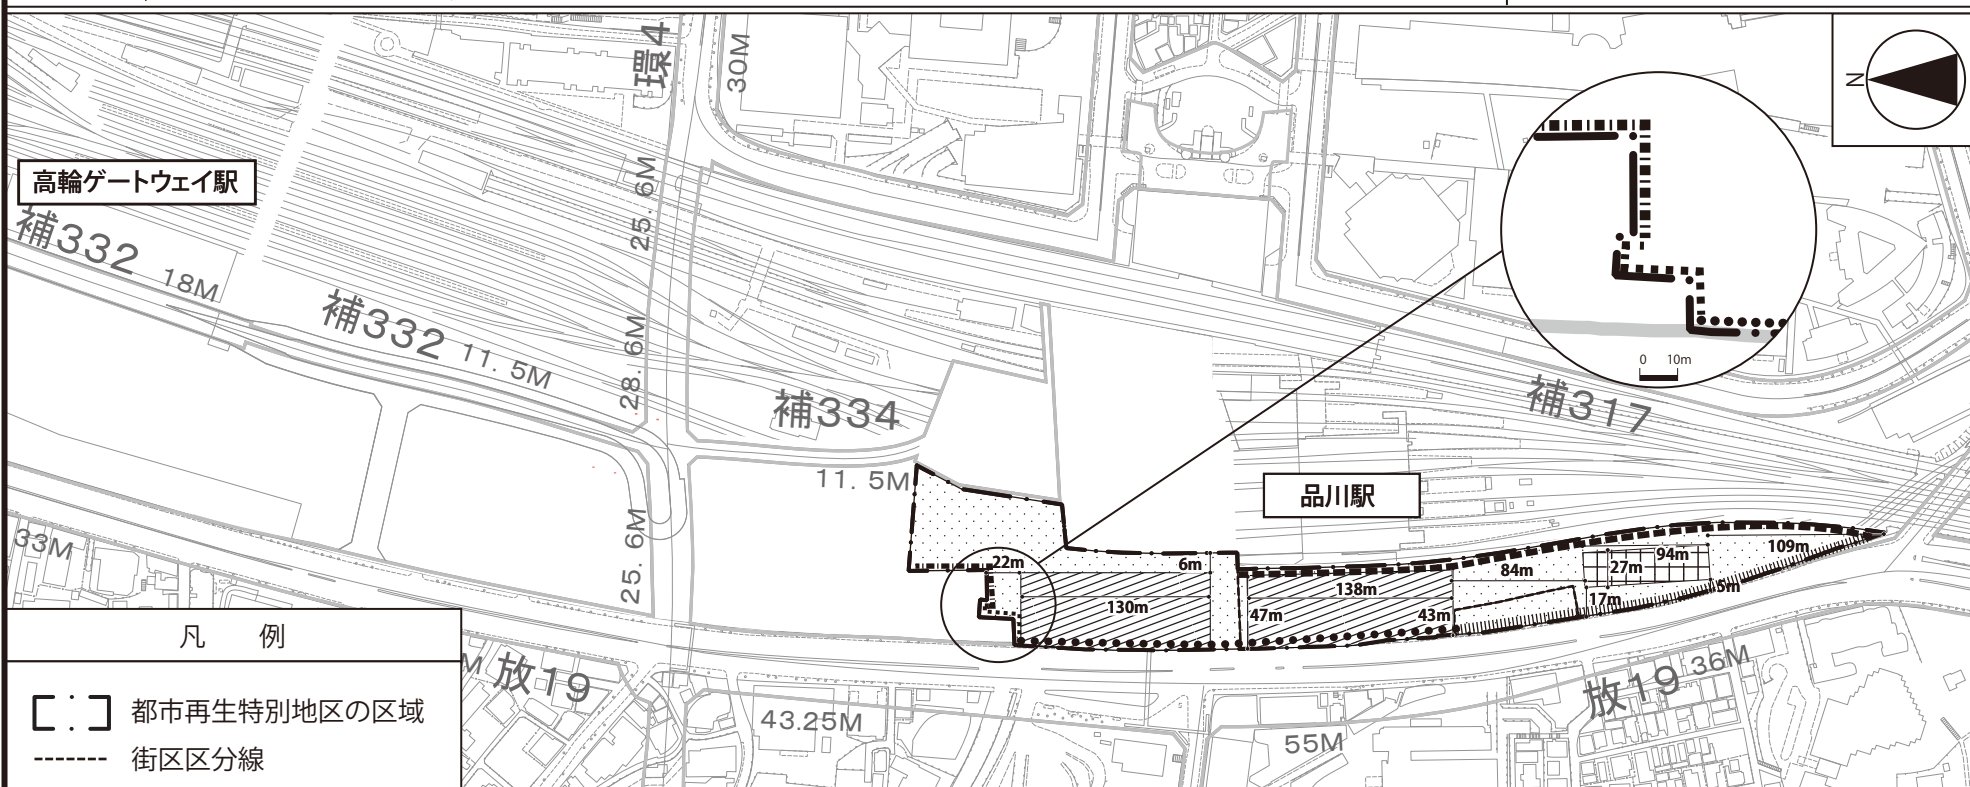 環4
30M
N
高輪ゲートウェイ駅
25.6M
補332
18M
補332
11.5M
28.6M
0 10m
補334
補317
11.5M
品川駅
33M
25.6M
22m
6m
94m
109m
27m
84m
138m
130m
47m
43m
17m
5m
凡 例
M 放19
放19 36M
都市再生特別地区の区域
43.25M
55M
街区区分線